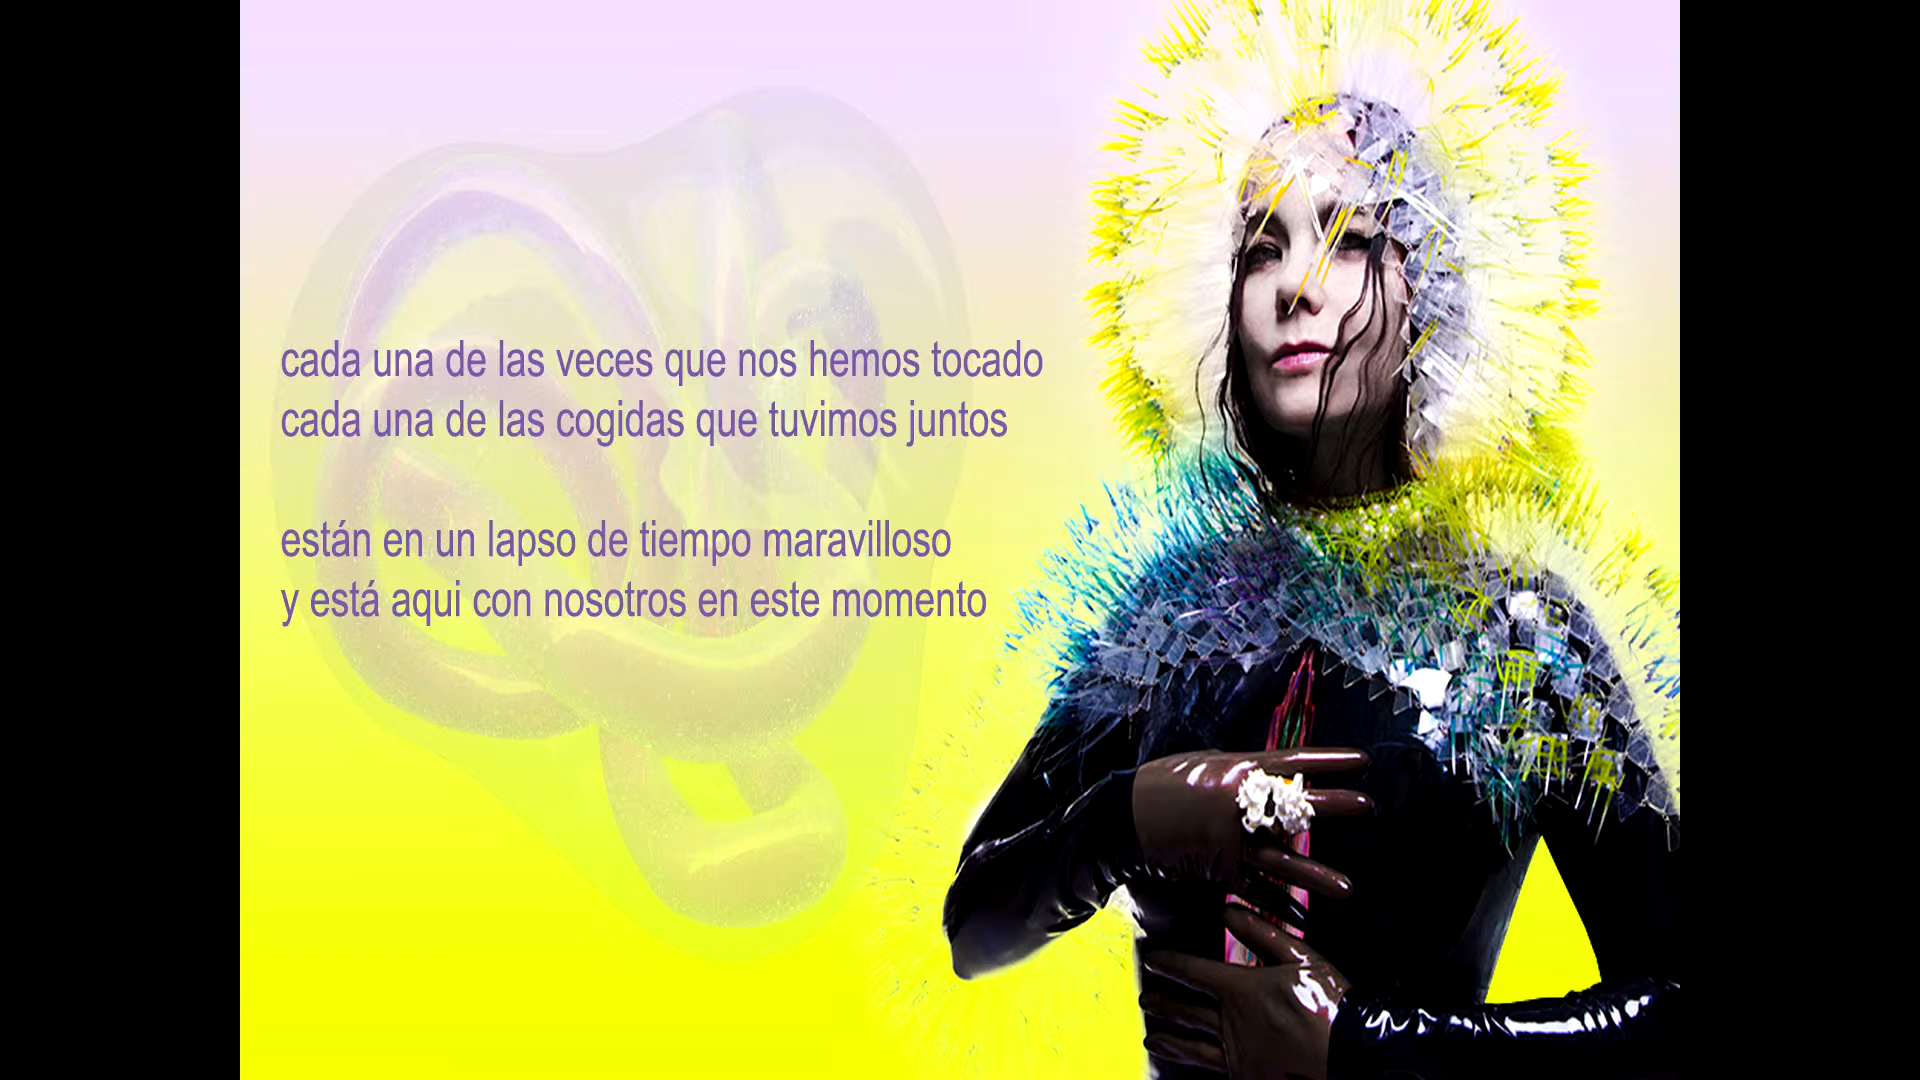 cada una de las veces que nos hemos tocado
cada una de las cogidas que tuvimos juntos
están en un lapso de tiempo maravilloso
y está aqui con nosotros en este momento